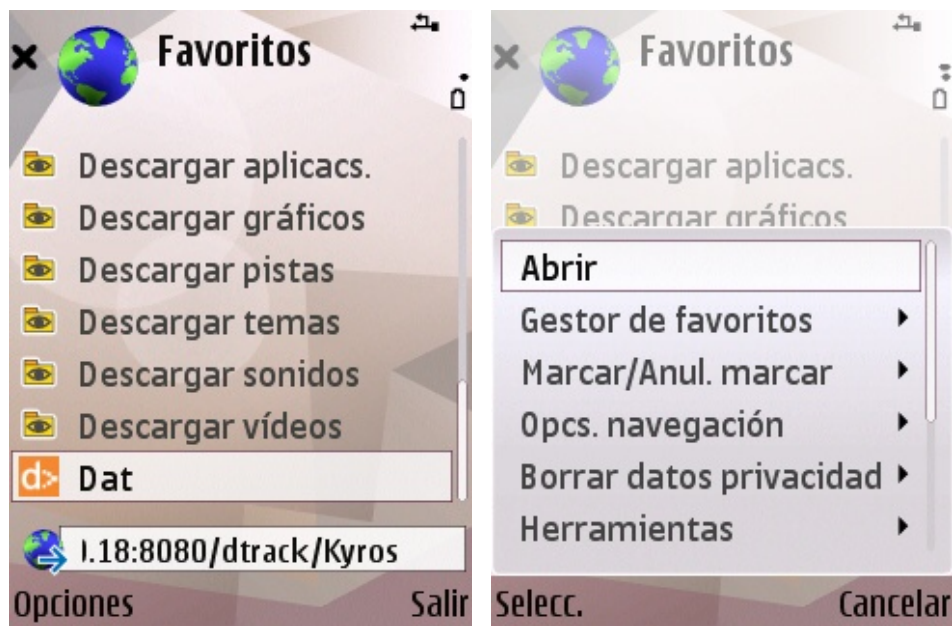 Favoritos
Descargar aplicacs.
Descargar gráficos
Descargar pistas
Descargar temas
Descargar sonidos
Descargar vídeos
d> Dat
.18:8080/dtrack/Kyros
Opciones Salir
Favoritos
Descargar aplicacs.
Descargar gráficos
Abrir
Gestor de favoritos
Marcar/Anul. marcar
Opcs. navegación
Borrar datos privacidad
Herramientas
Selecc. Cancelar